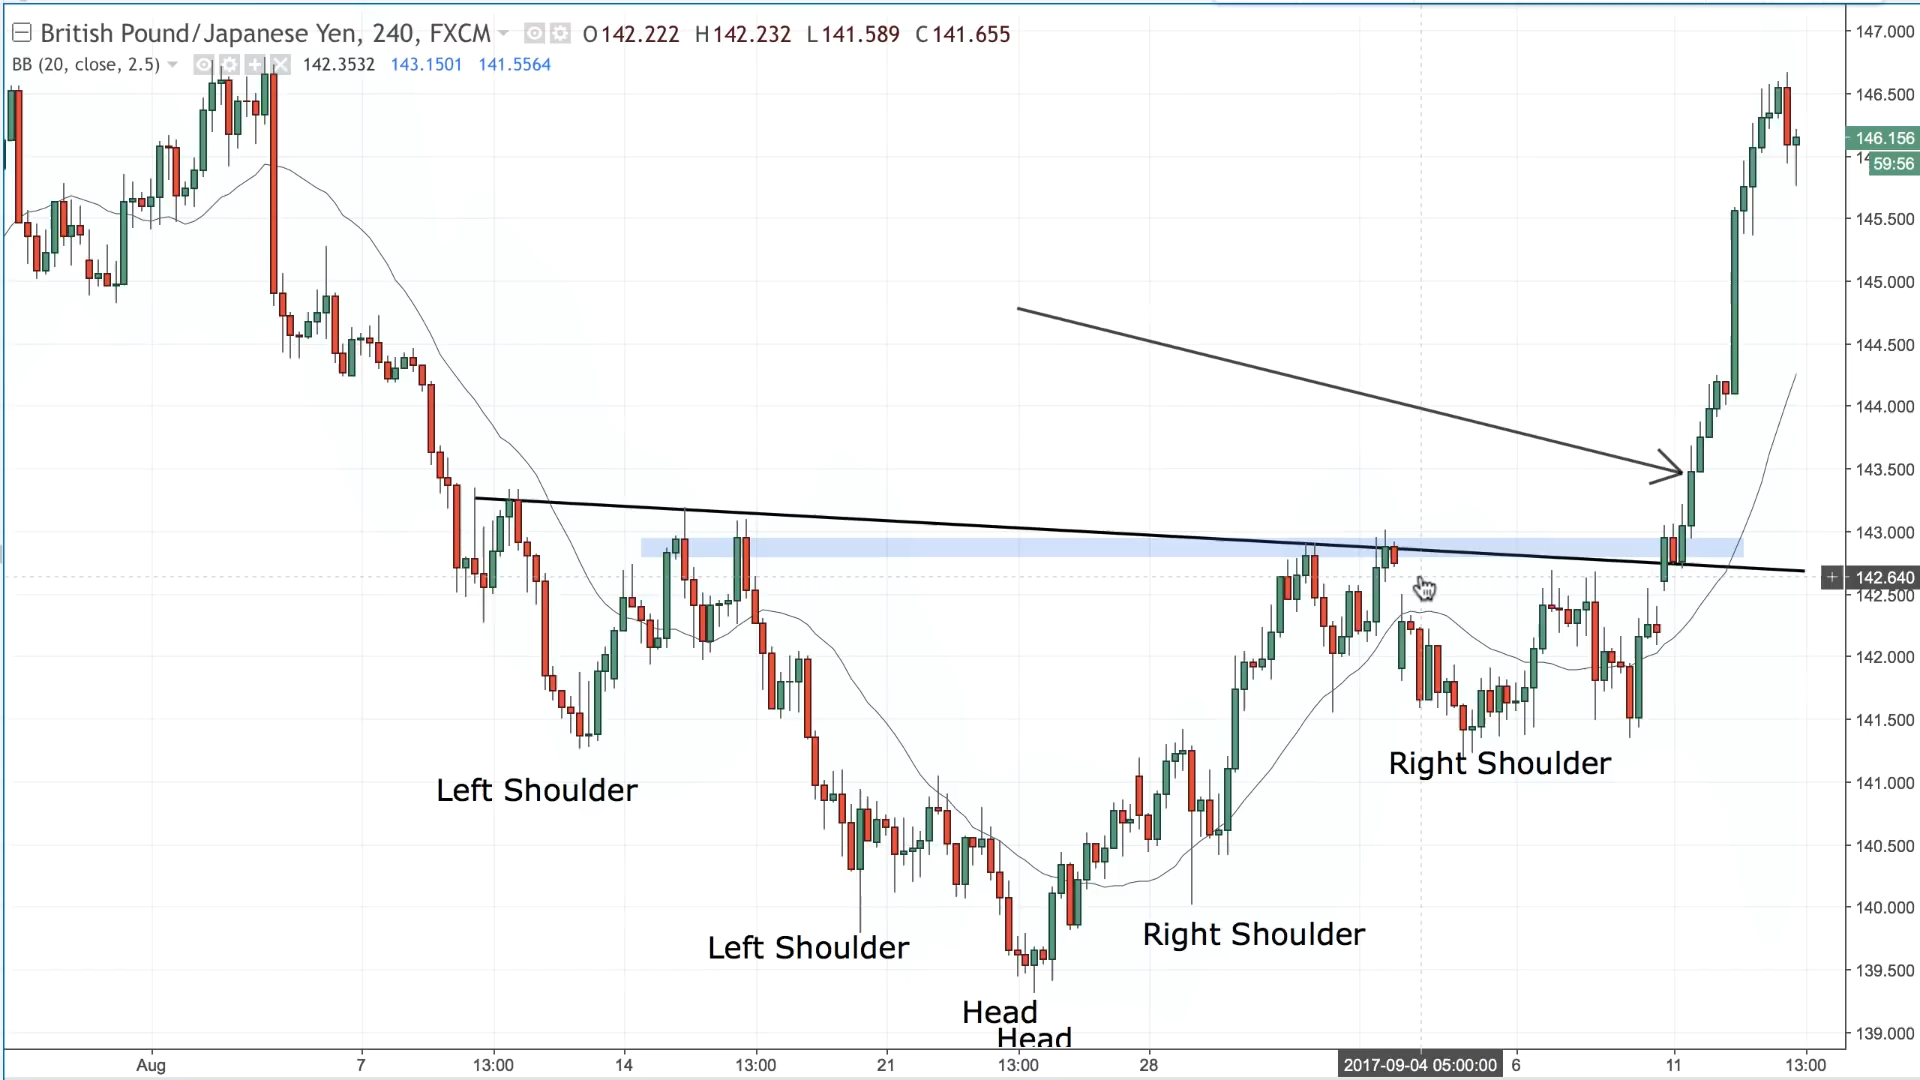 British Pound/Japanese Yen, 240, FXCM O142.222 H142.232 L141.589 C141.655
BB (20, close, 2.5) 142.3532 143.1501 141.5564
147.000
146.500
146.156
59:56
145.500
145.000
144.500
144.000
143.500
143.000
142.640
142.500
142.000
141.500
141.000
140.500
140.000
139.500
139.000
Right Shoulder
Left Shoulder
Right Shoulder
Left Shoulder
Head
Head
Aug 7 13:00 14 13:00 21 13:00 28 2017-09-04 05:00:00 6 11 13:00